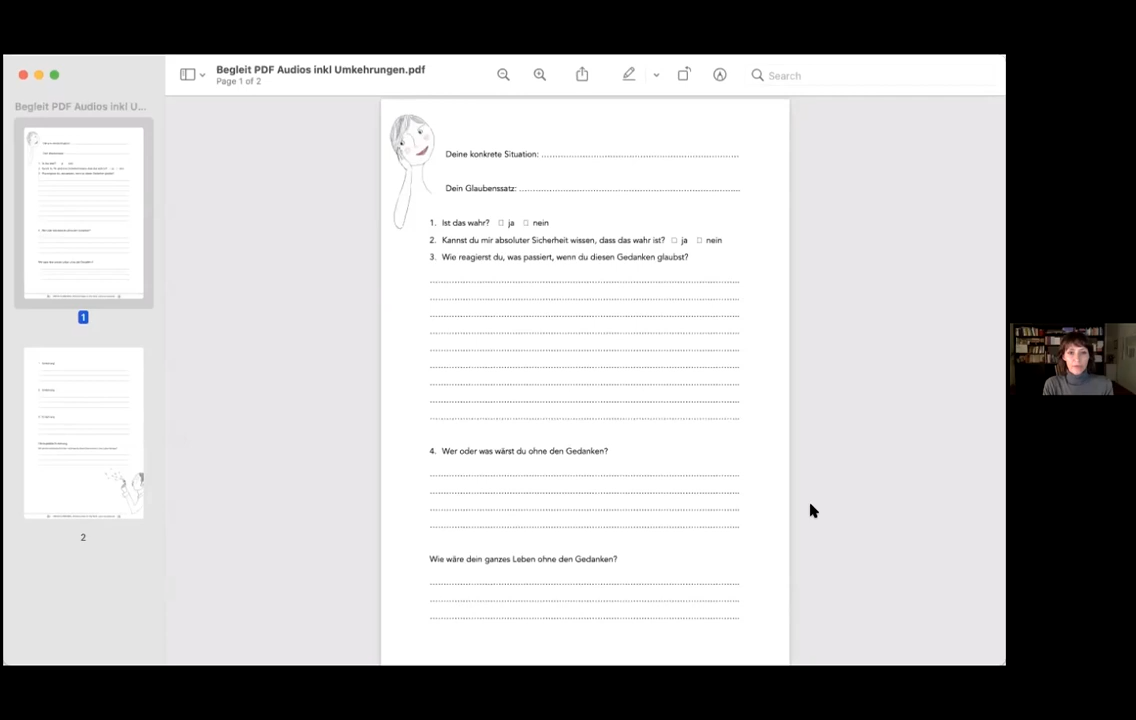 Begleit PDF Audios inkl Umkehrungen.pdf
Page 1 of 2
Search
Begleit PDF Audios inkl U...
1
2
Deine konkrete Situation:
Dein Glaubenssatz:
1. Ist das wahr? ja nein
2. Kannst du mir absoluter Sicherheit wissen, dass das wahr ist? ja nein
3. Wie reagierst du, was passiert, wenn du diesen Gedanken glaubst?
4. Wer oder was wärst du ohne den Gedanken?
Wie wäre dein ganzes Leben ohne den Gedanken?